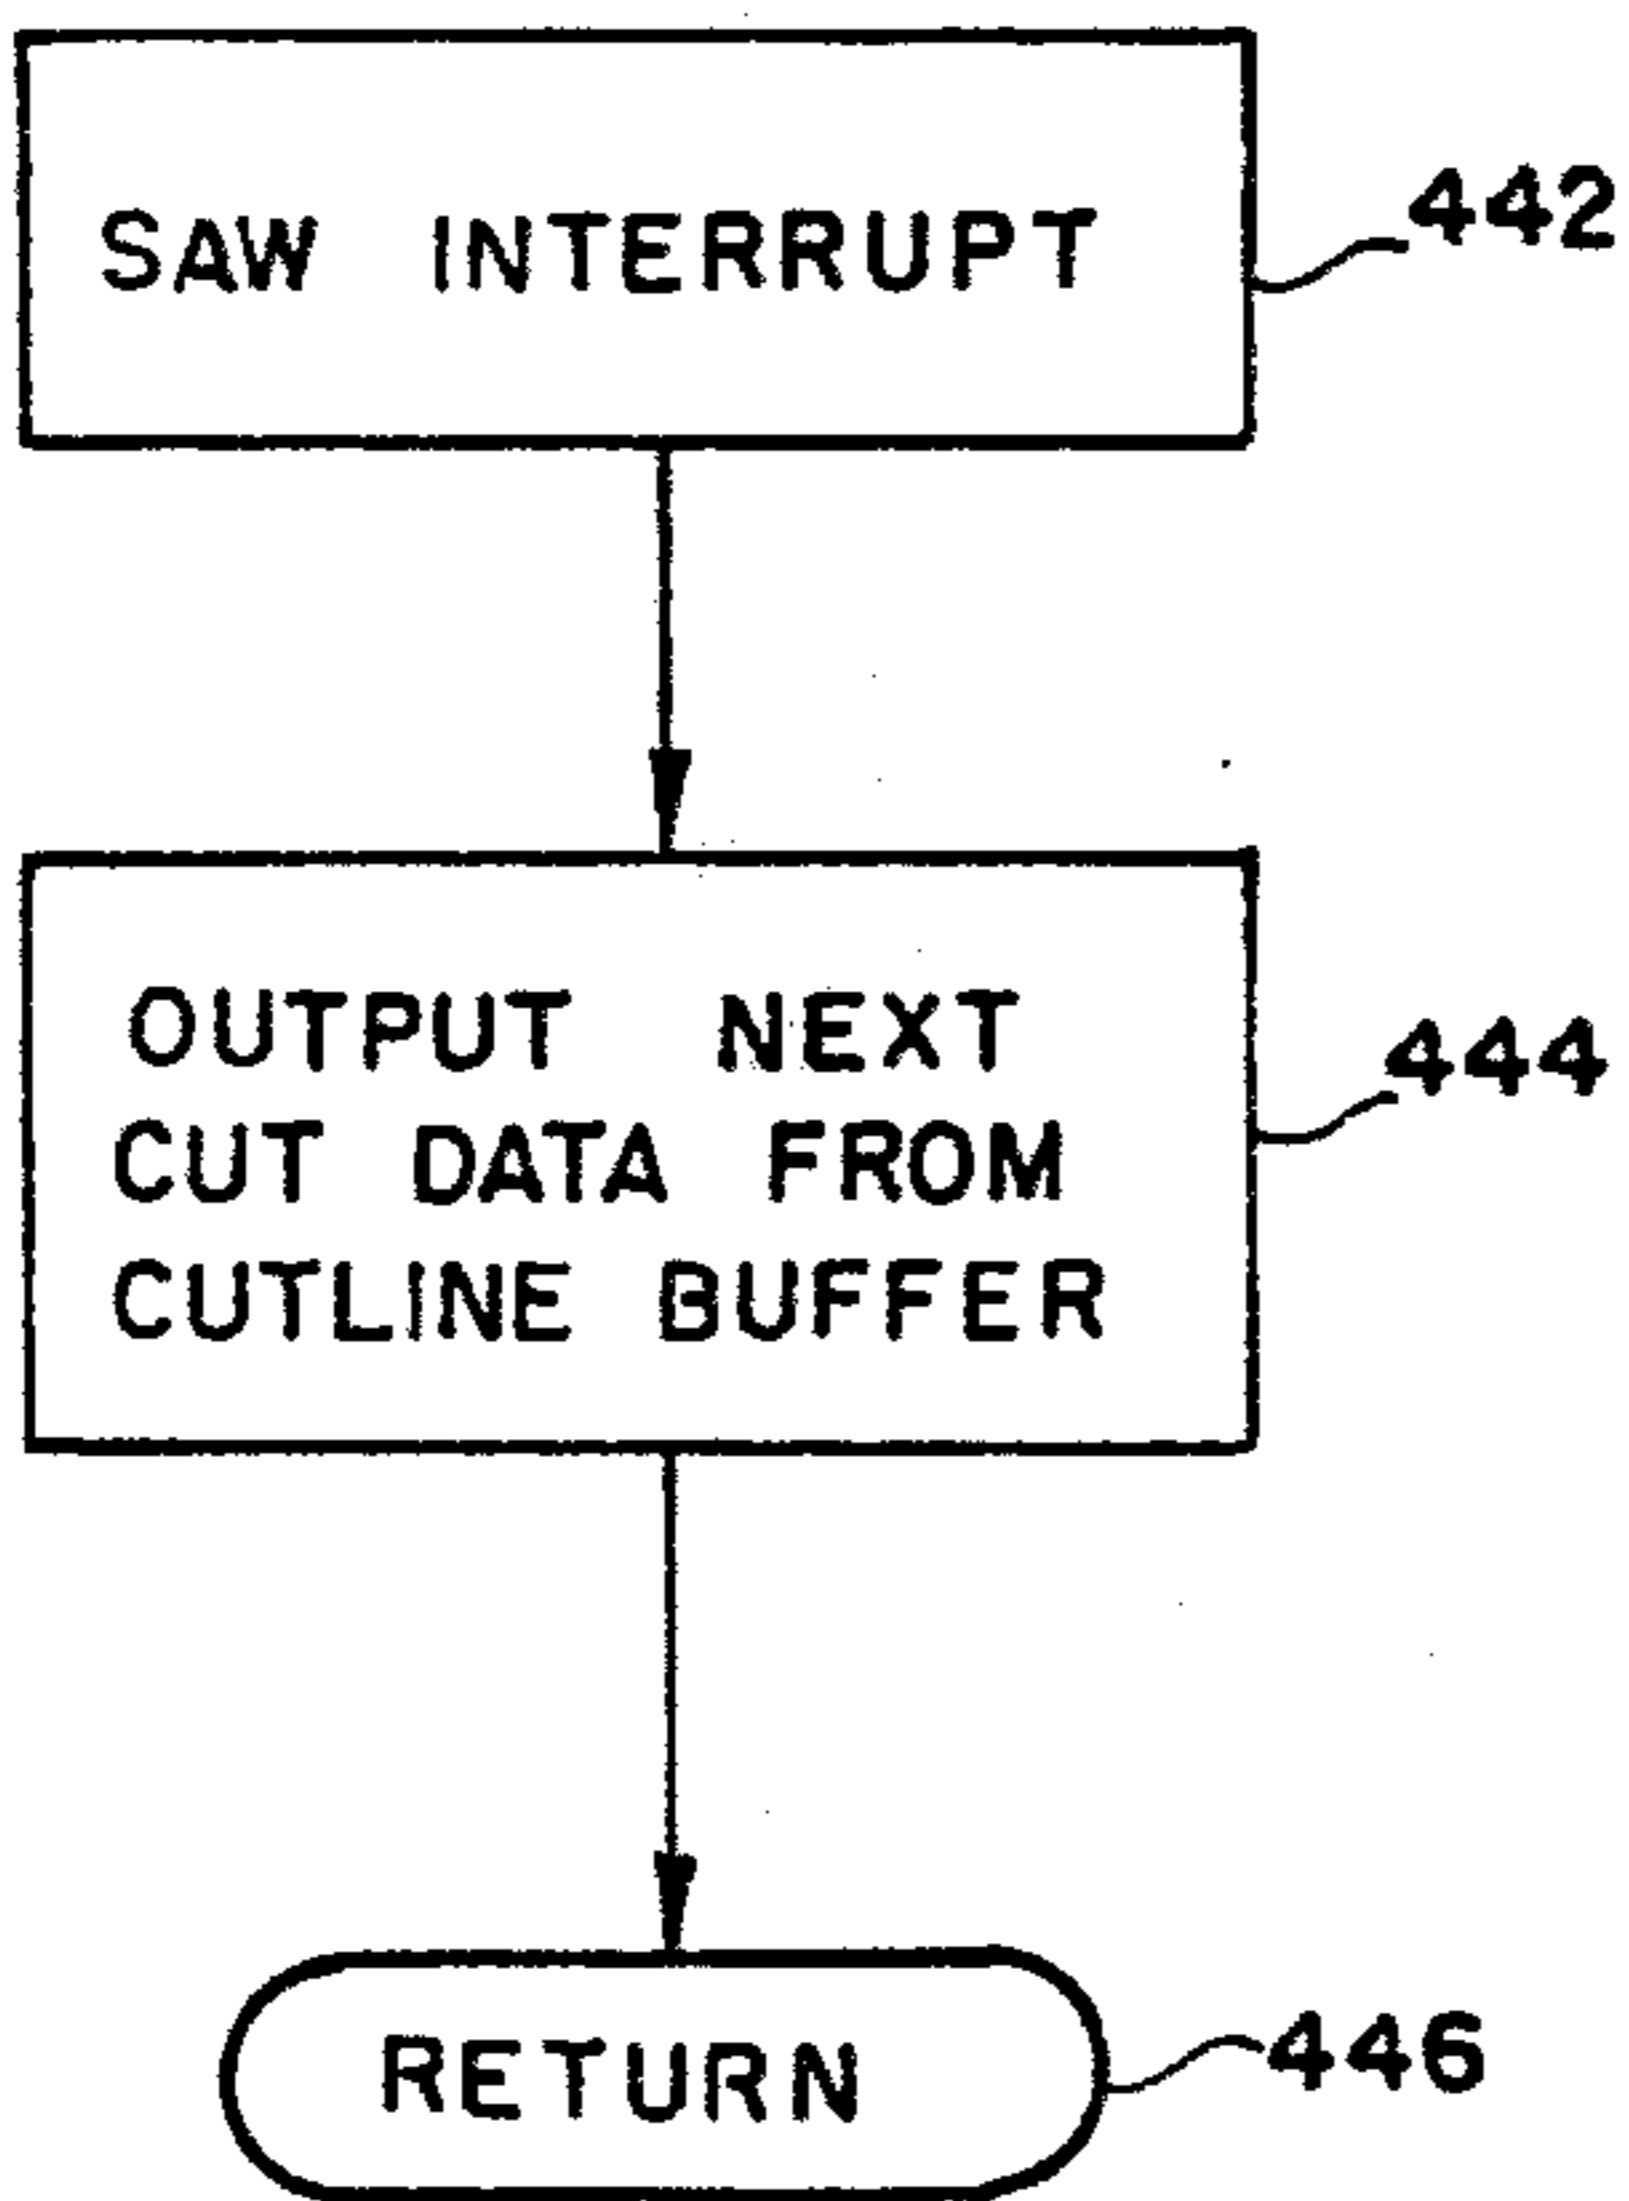 SAW INTERRUPT
442
OUTPUT NEXT
CUT DATA FROM
CUTLINE BUFFER
444
RETURN
446